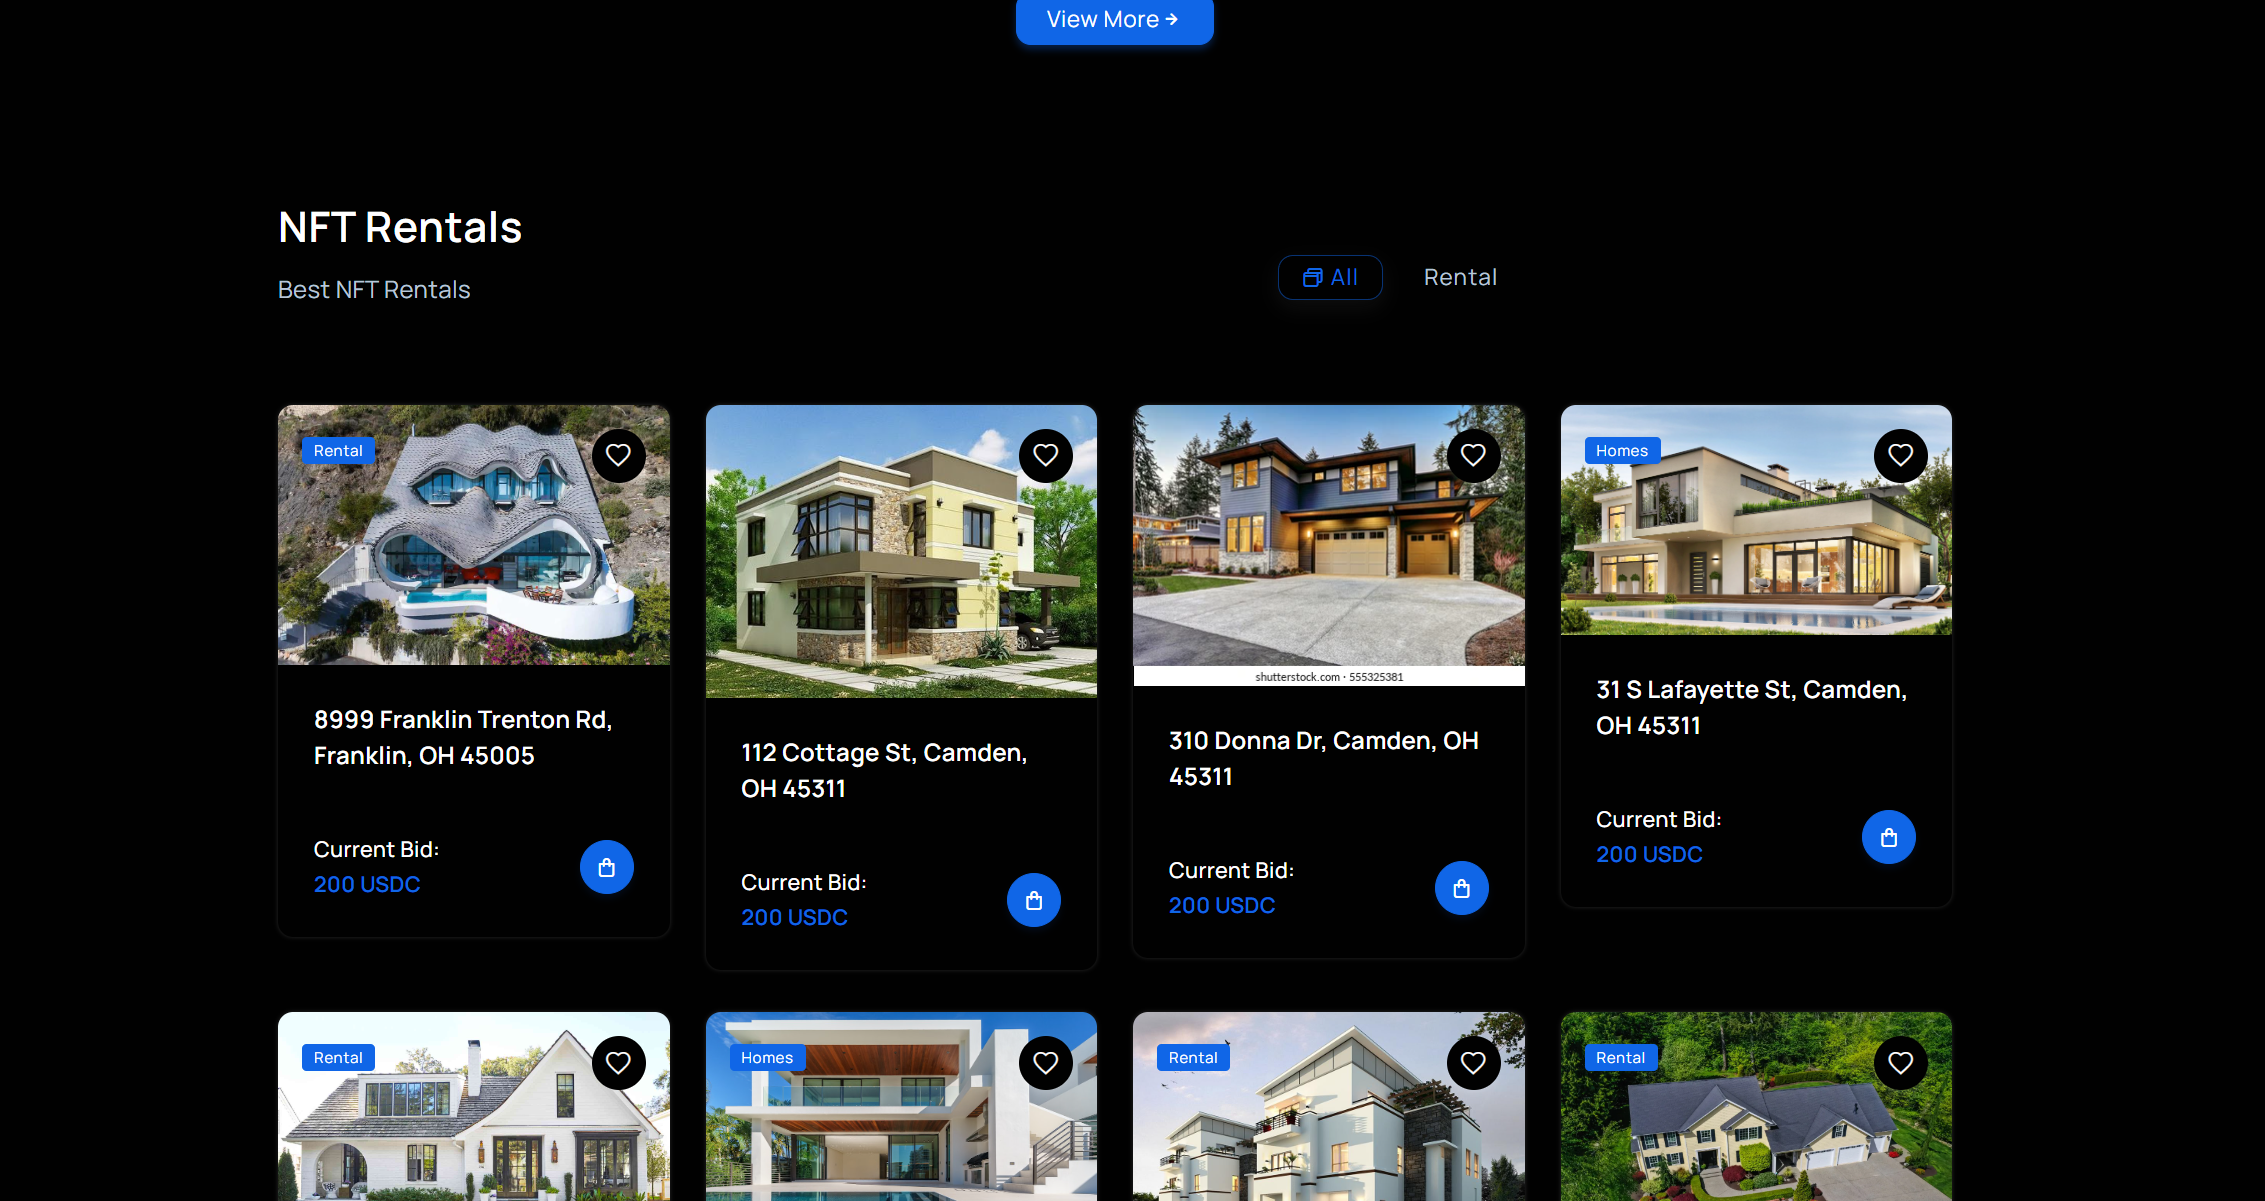 View More →
NFT Rentals
Best NFT Rentals
All
Rental
Rental
8999 Franklin Trenton Rd,
Franklin, OH 45005
Current Bid:
200 USDC
112 Cottage St, Camden,
OH 45311
Current Bid:
200 USDC
shutterstock.com • 555325381
310 Donna Dr, Camden, OH
45311
Current Bid:
200 USDC
Homes
31 S Lafayette St, Camden,
OH 45311
Current Bid:
200 USDC
Rental
Homes
Rental
Rental